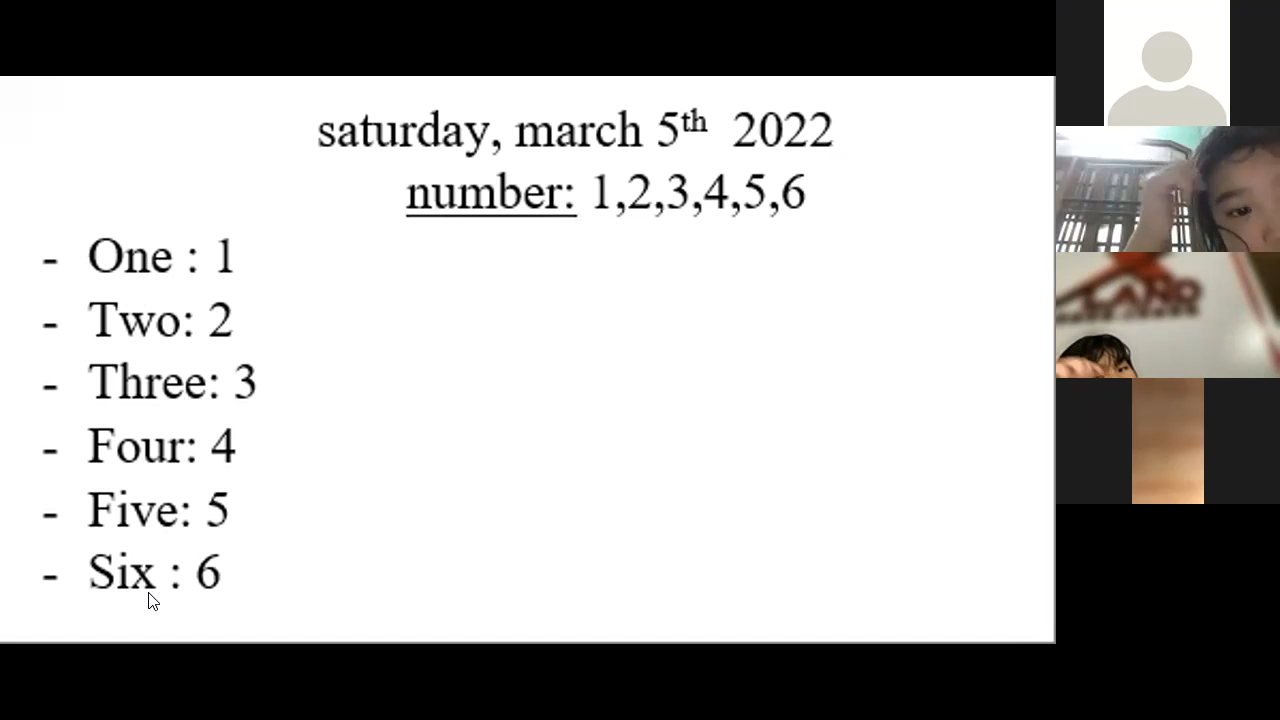 saturday, march 5th 2022
number: 1,2,3,4,5,6
- One : 1
- Two: 2
- Three: 3
- Four: 4
- Five: 5
- Six : 6
LAND